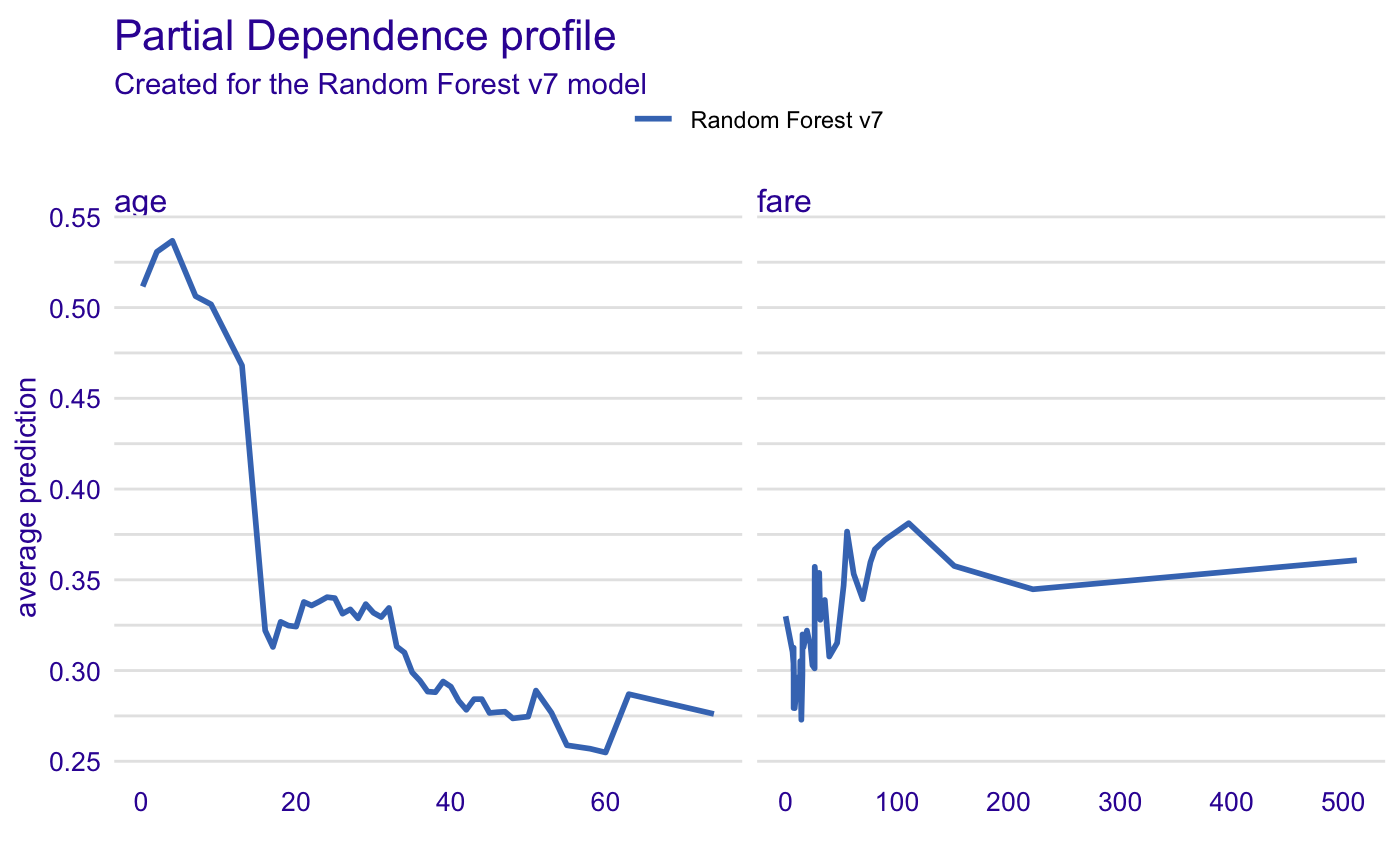 Partial Dependence profile
Created for the Random Forest v7 model
Random Forest v7
age
fare
average prediction
0.55
0.50
0.45
0.40
0.35
0.30
0.25
0 20 40 60
0 100 200 300 400 500